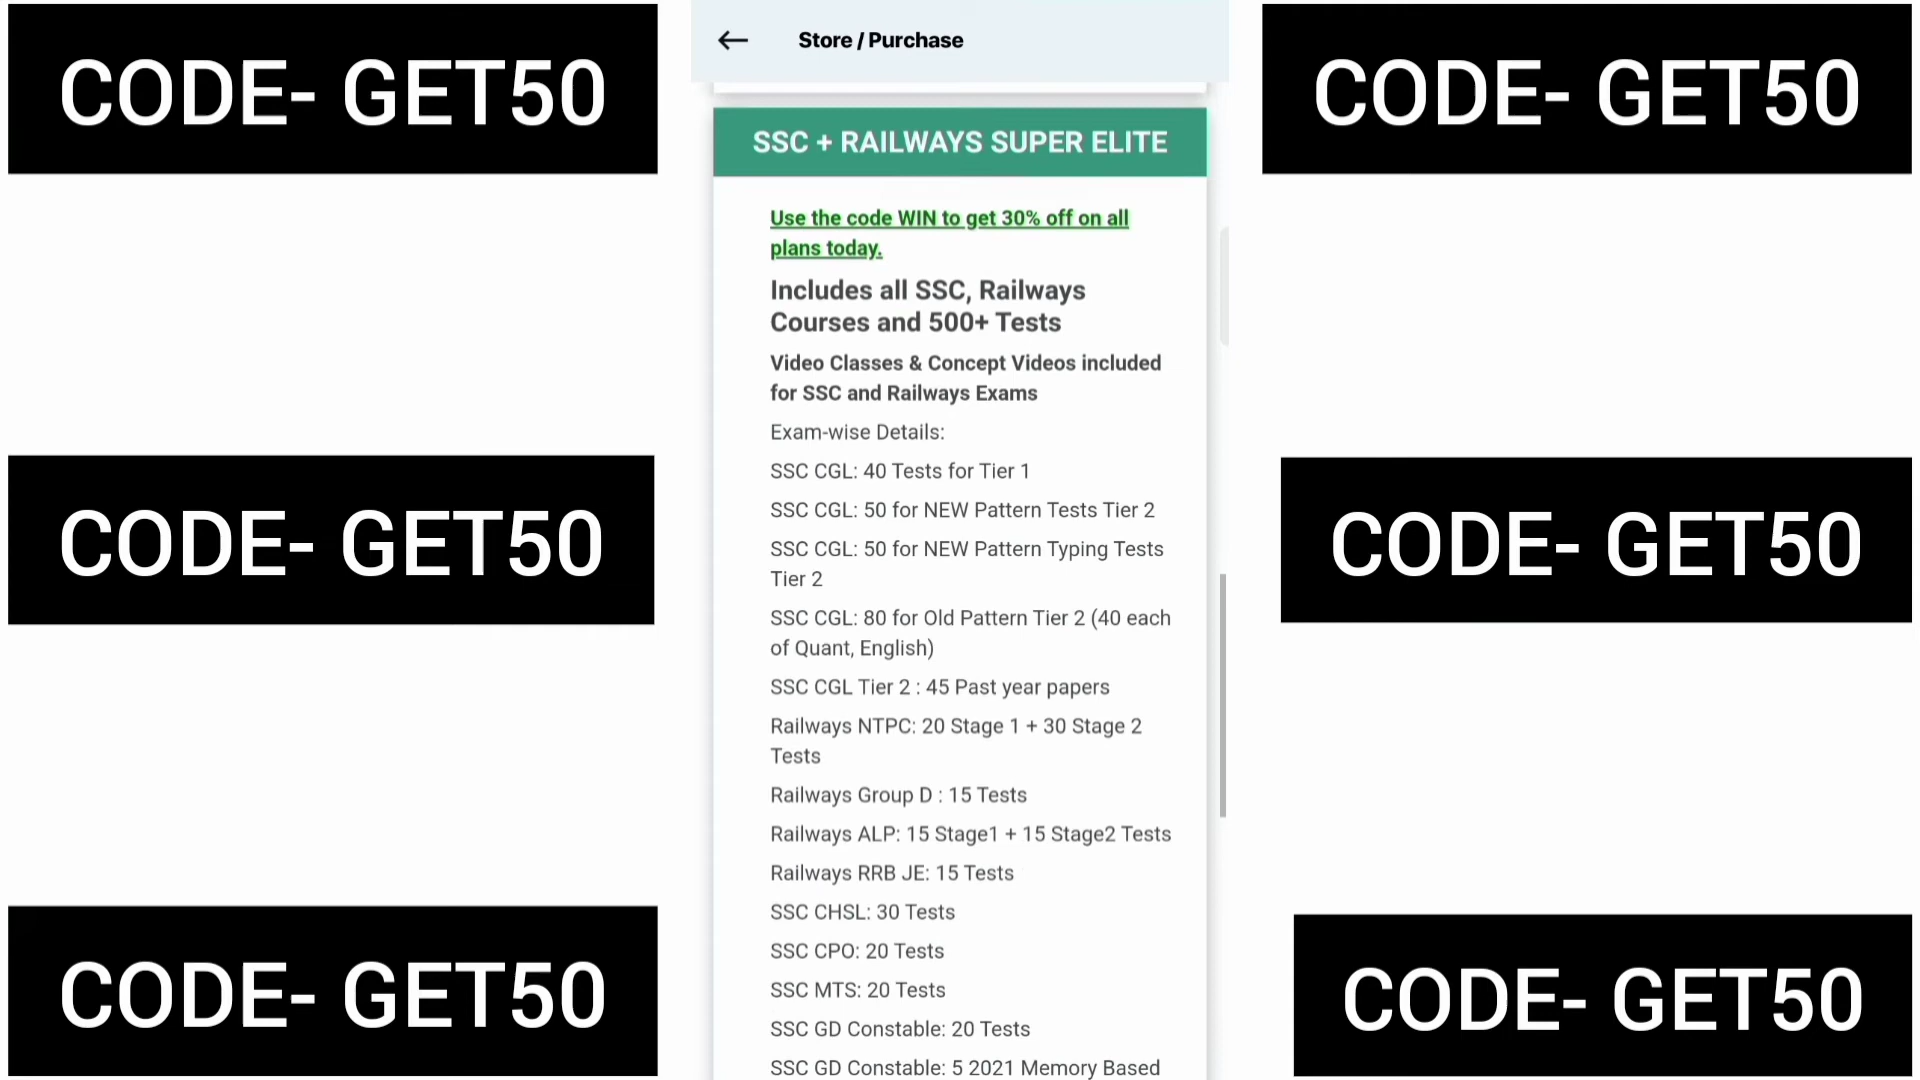 CODE- GET50
Store / Purchase
CODE- GET50
SSC + RAILWAYS SUPER ELITE
Use the code WIN to get 30% off on all
plans today.
Includes all SSC, Railways
Courses and 500+ Tests
Video Classes & Concept Videos included
for SSC and Railways Exams
Exam-wise Details:
SSC CGL: 40 Tests for Tier 1
CODE- GET50
CODE- GET50
SSC CGL: 50 for NEW Pattern Tests Tier 2
SSC CGL: 50 for NEW Pattern Typing Tests
Tier 2
SSC CGL: 80 for Old Pattern Tier 2 (40 each
of Quant, English)
SSC CGL Tier 2 : 45 Past year papers
Railways NTPC: 20 Stage 1 + 30 Stage 2
Tests
Railways Group D : 15 Tests
Railways ALP: 15 Stage1 + 15 Stage2 Tests
Railways RRB JE: 15 Tests
SSC CHSL: 30 Tests
SSC CPO: 20 Tests
CODE- GET50
CODE- GET50
SSC MTS: 20 Tests
SSC GD Constable: 20 Tests
SSC GD Constable: 5 2021 Memory Based